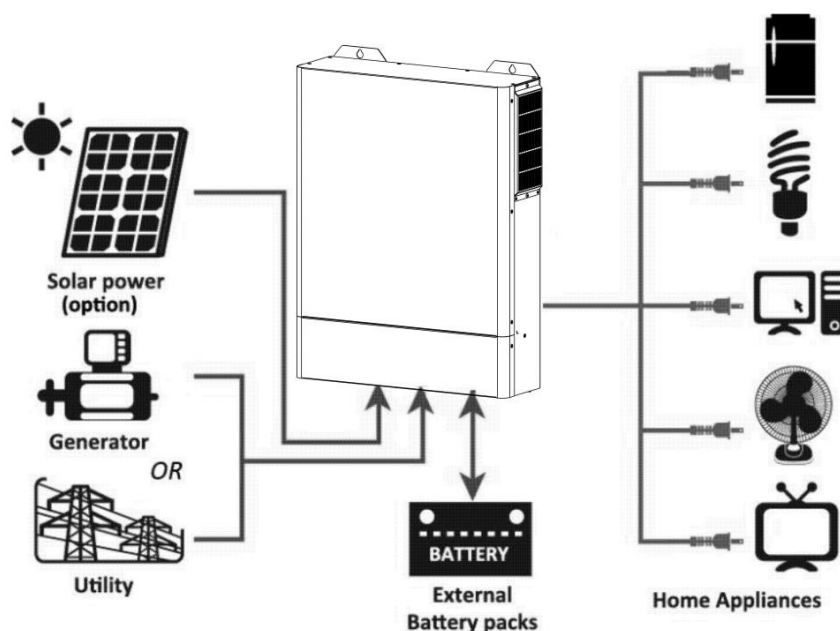 Solar power
(option)
Generator
OR
Utility
BATTERY
External
Battery packs
Home Appliances